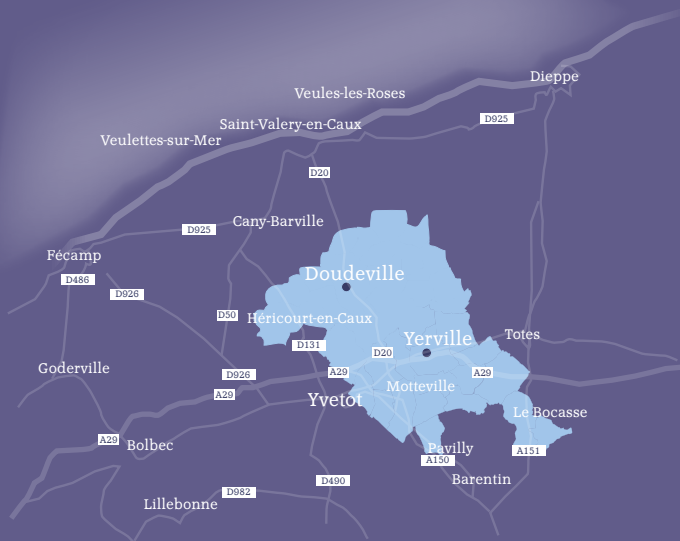 Dieppe
Veules-les-Roses
D925
Saint-Valery-en-Caux
Veulettes-sur-Mer
D20
Cany-Barville
D925
Fécamp
Doudeville
D486
D926
D50
Héricourt-en-Caux
Totes
Yerville
D131
D20
Goderville
A29
A29
D926
Motteville
A29
Yvetot
Le Bocasse
A29
Bolbec
Pavilly
A151
A150
Barentin
D490
D982
Lillebonne